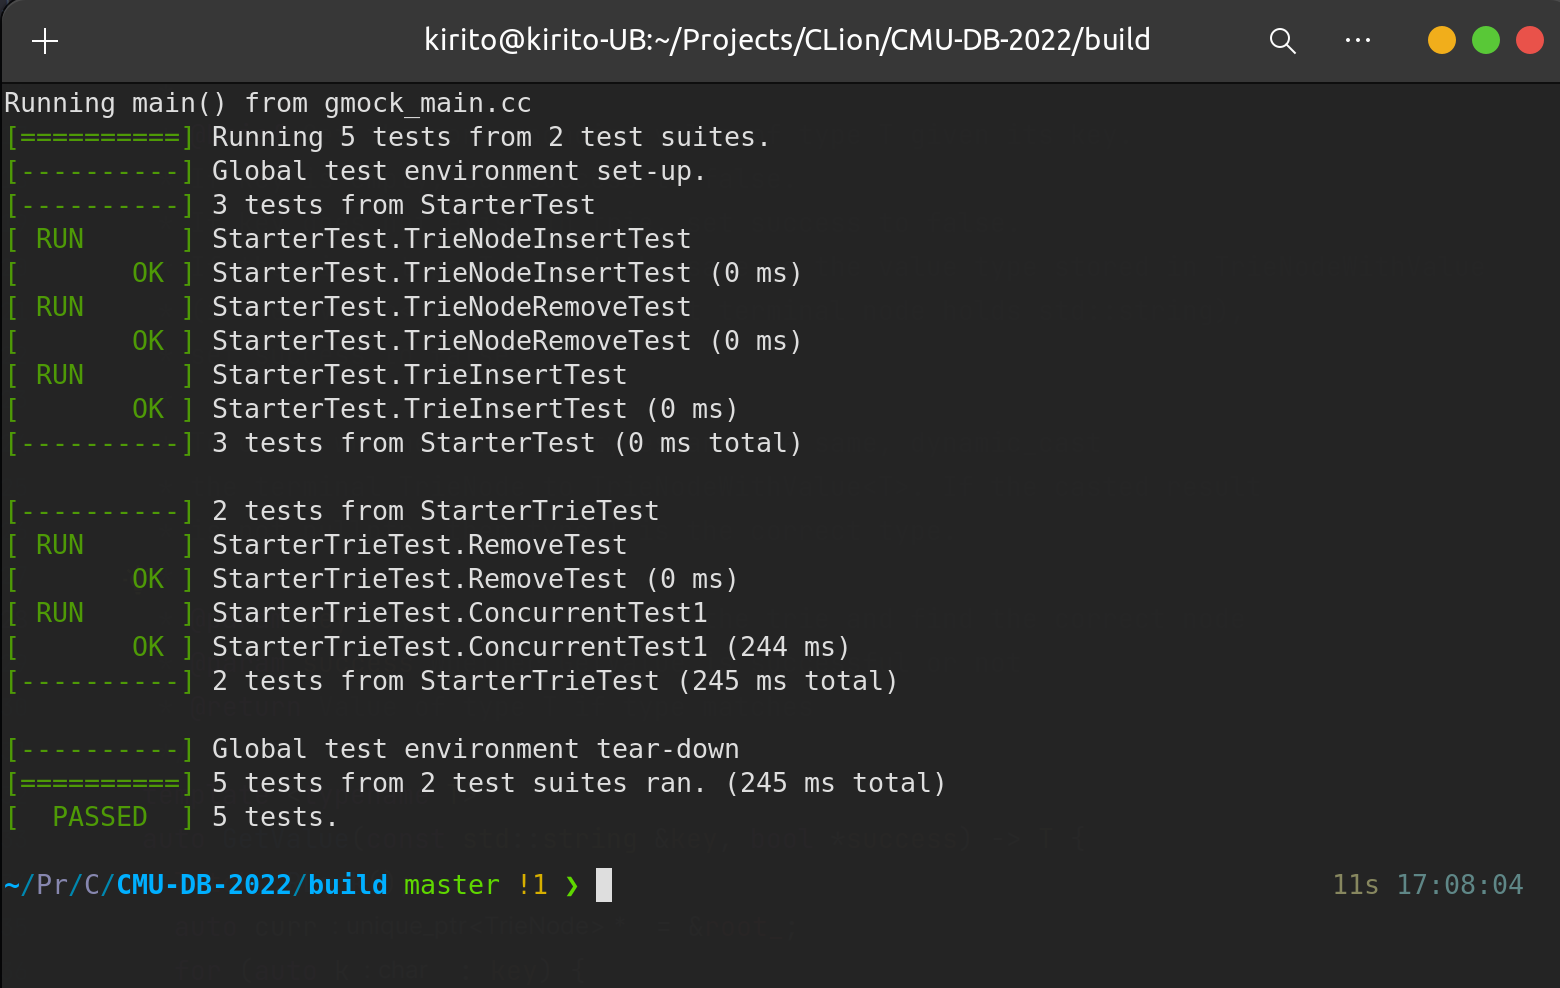 kirito@kirito-UB:~/Projects/CLion/CMU-DB-2022/build
Running main() from gmock_main.cc
[==========] Running 5 tests from 2 test suites.
[----------] Global test environment set-up.
[----------] 3 tests from StarterTest
[ RUN      ] StarterTest.TrieNodeInsertTest
[       OK ] StarterTest.TrieNodeInsertTest (0 ms)
[ RUN      ] StarterTest.TrieNodeRemoveTest
[       OK ] StarterTest.TrieNodeRemoveTest (0 ms)
[ RUN      ] StarterTest.TrieInsertTest
[       OK ] StarterTest.TrieInsertTest (0 ms)
[----------] 3 tests from StarterTest (0 ms total)
[----------] 2 tests from StarterTrieTest
[ RUN      ] StarterTrieTest.RemoveTest
[       OK ] StarterTrieTest.RemoveTest (0 ms)
[ RUN      ] StarterTrieTest.ConcurrentTest1
[       OK ] StarterTrieTest.ConcurrentTest1 (244 ms)
[----------] 2 tests from StarterTrieTest (245 ms total)
[----------] Global test environment tear-down
[==========] 5 tests from 2 test suites ran. (245 ms total)
[  PASSED  ] 5 tests.
~/Pr/C/CMU-DB-2022/build master !1 ❯ 11s 17:08:04